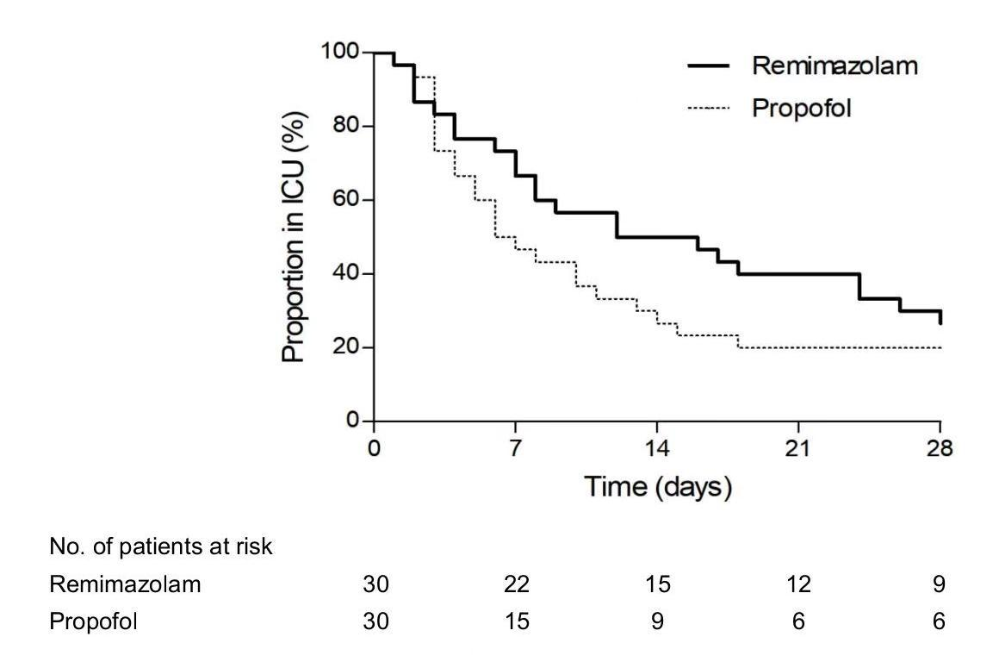 100
80
60
40
20
0
Proportion in ICU (%)
Remimazolam
Propofol
0 7 14 21 28
Time (days)
No. of patients at risk
Remimazolam 30 22 15 12 9
Propofol 30 15 9 6 6